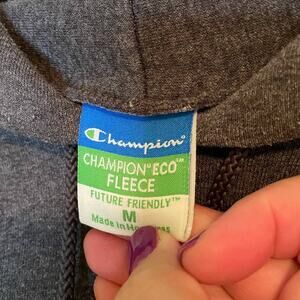 Champion
CHAMPION® ECO™
FLEECE
FUTURE FRIENDLY™
M
Made in